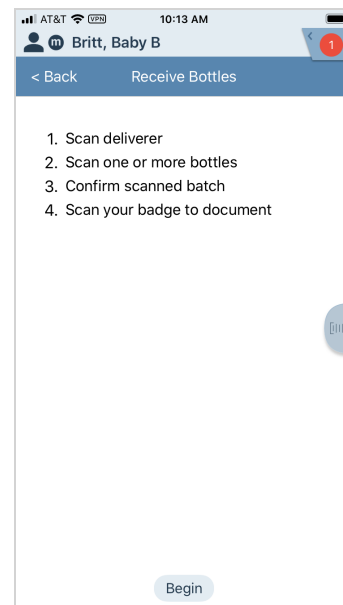 AT&T VPN 10:13 AM
m Britt, Baby B
1
< Back Receive Bottles
1. Scan deliverer
2. Scan one or more bottles
3. Confirm scanned batch
4. Scan your badge to document
Begin